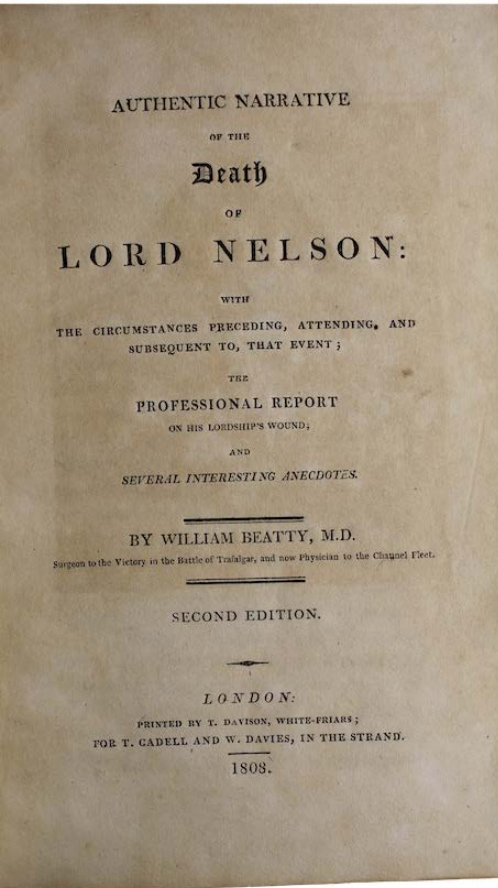 AUTHENTIC NARRATIVE
OF THE
Death
OF
LORD NELSON:
WITH
THE CIRCUMSTANCES PRECEDING, ATTENDING, AND
SUBSEQUENT TO, THAT EVENT;
THE
PROFESSIONAL REPORT
ON HIS LORDSHIP'S WOUND;
AND
SEVERAL INTERESTING ANECDOTES.
BY WILLIAM BEATTY, M.D.
Surgeon to the Victory in the Battle of Trafalgar, and now Physician to the Channel Fleet.
SECOND EDITION.
LONDON:
PRINTED BY T. DAVISON, WHITE-FRIARS;
FOR T. CADELL AND W. DAVIES, IN THE STRAND.
1808.